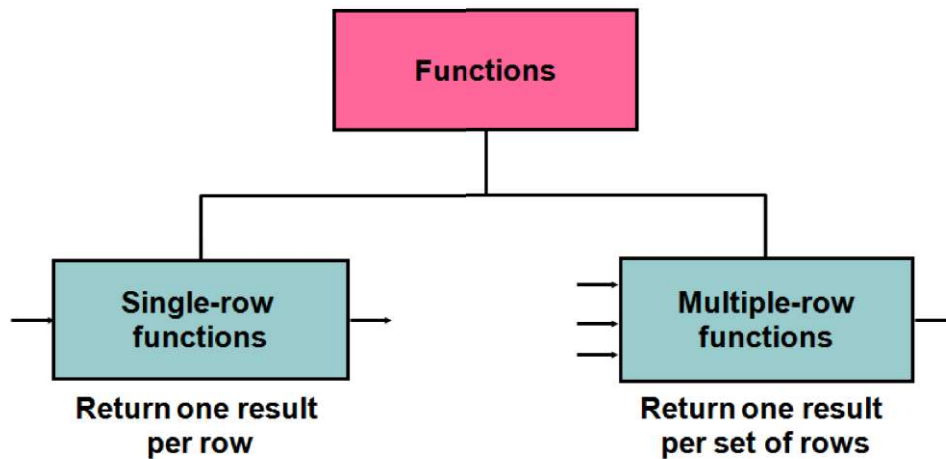 Functions
Single-row
functions
Return one result
per row
Multiple-row
functions
Return one result
per set of rows